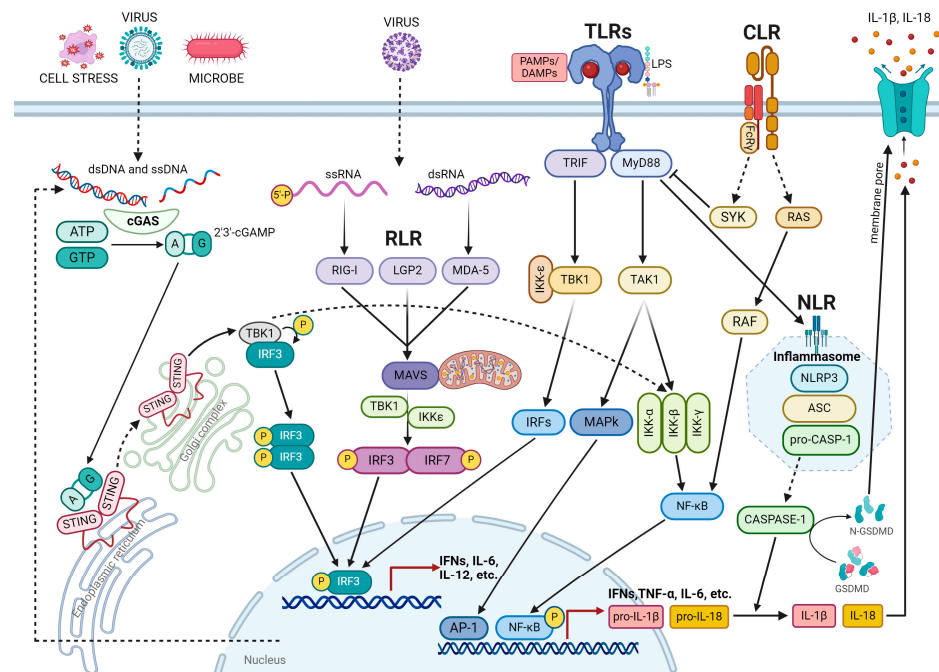 VIRUS
CELL STRESS
MICROBE
VIRUS
TLRs
PAMPs/
DAMPs
LPS
CLR
FcRγ
IL-1β, IL-18
dsDNA and ssDNA
cGAS
ATP
GTP
A
G
2'3'-cGAMP
5'-P
ssRNA
dsRNA
RLR
RIG-I
LGP2
MDA-5
TRIF
MyD88
SYK
RAS
IKK-ε
TBK1
TAK1
RAF
NLR
membrane pore
Inflammasome
NLRP3
ASC
pro-CASP-1
TBK1
P
IRF3
STING
STING
Golgi complex
MAVS
TBK1
IKKε
P
IRF3
P
IRF3
P
IRF3
IRF7
P
IRFs
MAPk
IKK-α
IKK-β
IKK-γ
NF-κB
CASPASE-1
N-GSDMD
GSDMD
A
G
STING
STING
Endoplasmic reticulum
P
IRF3
IFNs, IL-6,
IL-12, etc.
AP-1
NF-κB
P
IFNs,TNF-α, IL-6, etc.
pro-IL-1β
pro-IL-18
IL-1β
IL-18
Nucleus